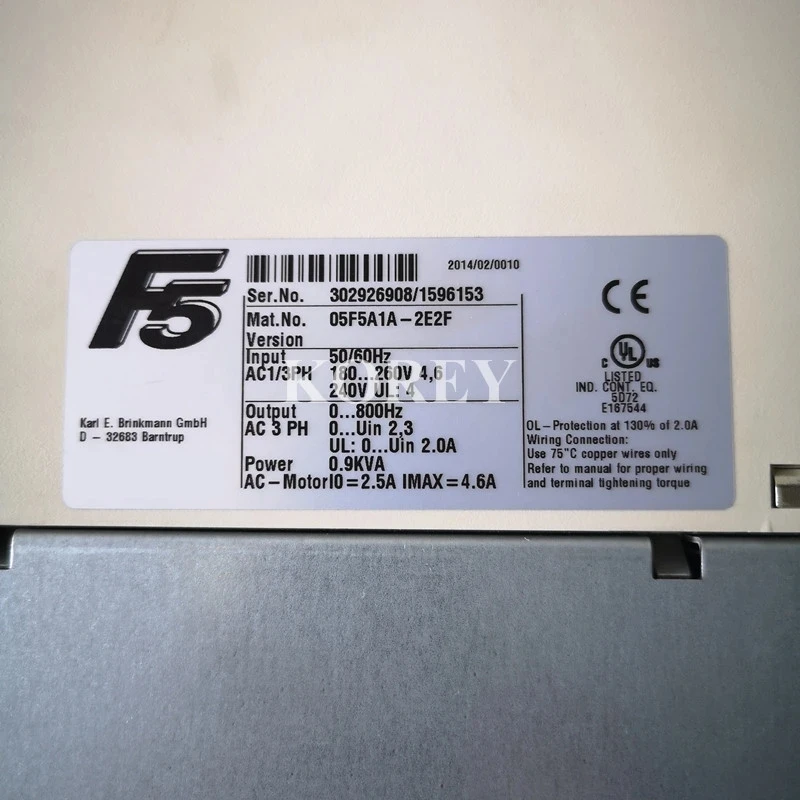 F5
2014/02/0010
Ser.No. 302926908/1596153
Mat.No. 05F5A1A-2E2F
Version
Input 50/60Hz
AC1/3PH 180...260V 4,6
240V UL: 4
Output 0...800Hz
AC 3 PH 0...Uin 2,3
UL: 0...Uin 2.0A
Power 0.9KVA
AC-MotorI0=2.5A IMAX=4.6A
Karl E. Brinkmann GmbH
D - 32683 Barntrup
CE
C UL US
LISTED
IND. CONT. EQ.
5D72
E167544
OL-Protection at 130% of 2.0A
Wiring Connection:
Use 75"C copper wires only
Refer to manual for proper wiring
and terminal tightening torque
KOREY